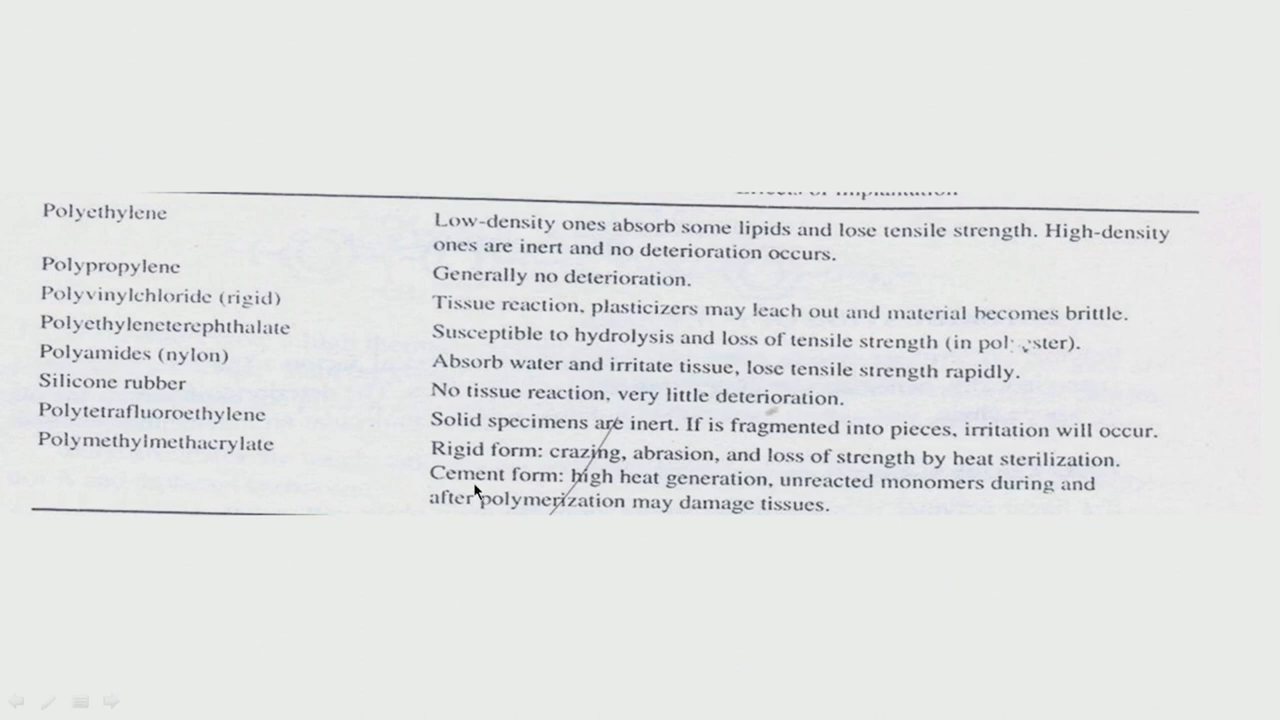 Effects of Implantation
Polyethylene
Low-density ones absorb some lipids and lose tensile strength. High-density
ones are inert and no deterioration occurs.
Polypropylene
Generally no deterioration.
Polyvinylchloride (rigid)
Tissue reaction, plasticizers may leach out and material becomes brittle.
Polyethyleneterephthalate
Susceptible to hydrolysis and loss of tensile strength (in
Polyamides (nylon)
Absorb water and irritate tissue, lose tensile strength rapidly.
Silicone rubber
No tissue reaction, very little deterioration.
Polytetrafluoroethylene
Solid specimens are inert. If is fragmented into pieces, irritation will occur.
Polymethylmethacrylate
Rigid form: crazing, abrasion, and loss of strength by heat sterilization.
Cement form: high heat generation, unreacted monomers during and
after polymerization may damage tissues.